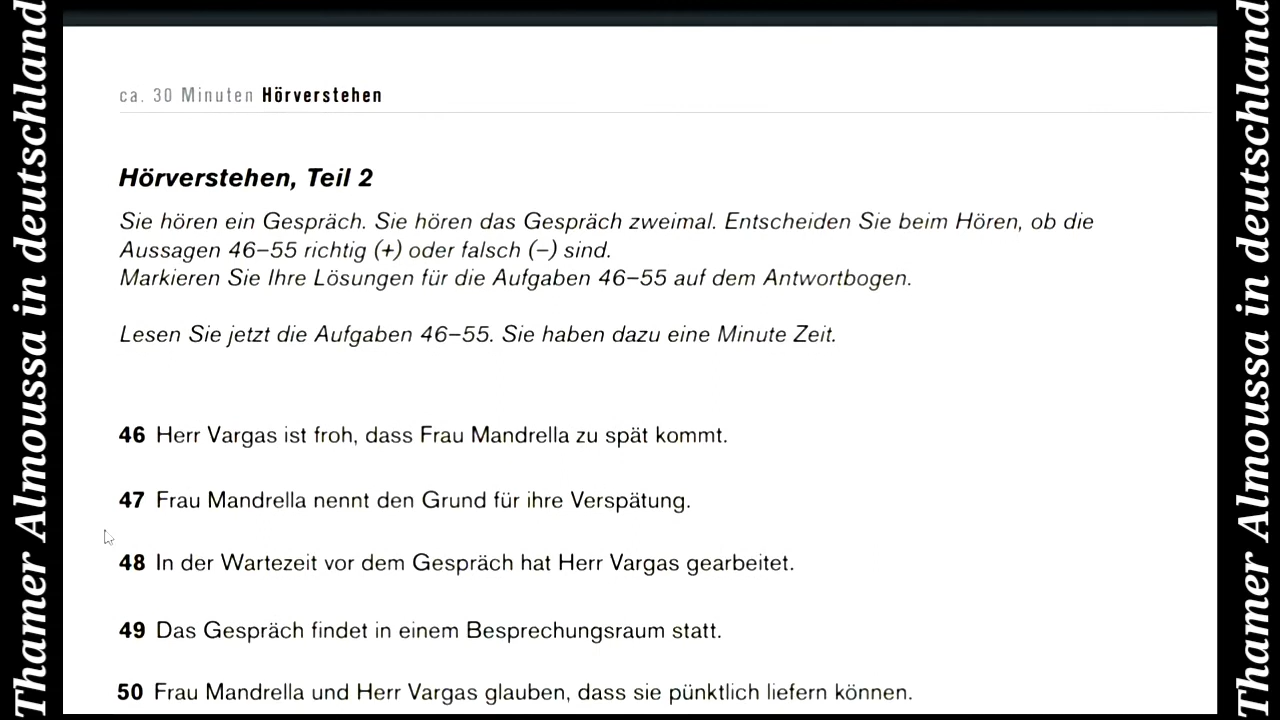 Thamer Almoussa in deutschland
ca. 30 Minuten Hörverstehen
Hörverstehen, Teil 2
Sie hören ein Gespräch. Sie hören das Gespräch zweimal. Entscheiden Sie beim Hören, ob die
Aussagen 46–55 richtig (+) oder falsch (–) sind.
Markieren Sie Ihre Lösungen für die Aufgaben 46–55 auf dem Antwortbogen.
Lesen Sie jetzt die Aufgaben 46–55. Sie haben dazu eine Minute Zeit.
46 Herr Vargas ist froh, dass Frau Mandrella zu spät kommt.
47 Frau Mandrella nennt den Grund für ihre Verspätung.
48 In der Wartezeit vor dem Gespräch hat Herr Vargas gearbeitet.
49 Das Gespräch findet in einem Besprechungsraum statt.
50 Frau Mandrella und Herr Vargas glauben, dass sie pünktlich liefern können.
Thamer Almoussa in deutschland